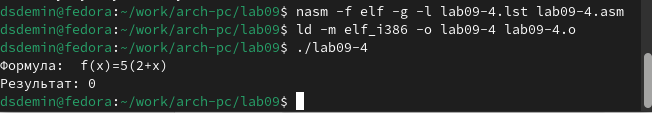 dsdemin@fedora:~/work/arch-pc/lab09$ nasm -f elf -g -l lab09-4.lst lab09-4.asm
dsdemin@fedora:~/work/arch-pc/lab09$ ld -m elf_i386 -o lab09-4 lab09-4.o
dsdemin@fedora:~/work/arch-pc/lab09$ ./lab09-4
Формула:  f(x)=5(2+x)
Результат: 0
dsdemin@fedora:~/work/arch-pc/lab09$